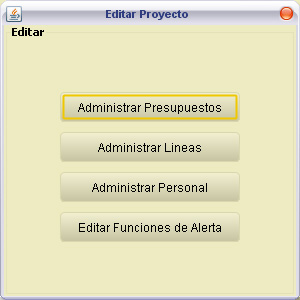 Editar Proyecto
Editar
Administrar Presupuestos
Administrar Lineas
Administrar Personal
Editar Funciones de Alerta